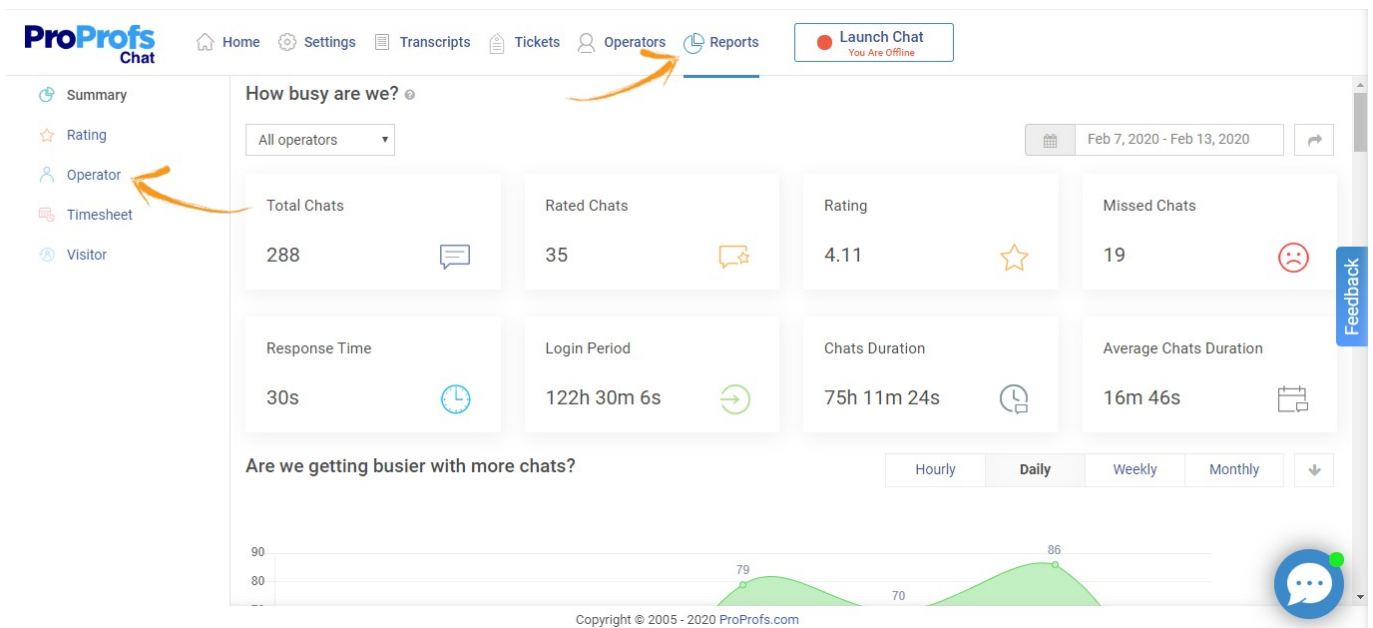 ProProfs
Chat
Home Settings Transcripts Tickets Operators Reports
Launch Chat
You Are Offline
Summary
Rating
Operator
Timesheet
Visitor
How busy are we?
All operators
Feb 7, 2020 - Feb 13, 2020
Total Chats
288
Rated Chats
35
Rating
4.11
Missed Chats
19
Response Time
30s
Login Period
122h 30m 6s
Chats Duration
75h 11m 24s
Average Chats Duration
16m 46s
Feedback
Are we getting busier with more chats?
Hourly Daily Weekly Monthly
90
80
79
70
86
Copyright © 2005 - 2020 ProProfs.com